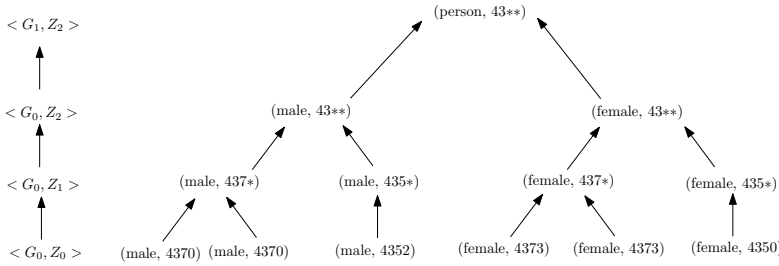 < G₁, Z₂ > (person, 43∗∗)
< G₀, Z₂ > (male, 43∗∗) (female, 43∗∗)
< G₀, Z₁ > (male, 437∗) (male, 435∗) (female, 437∗) (female, 435∗)
< G₀, Z₀ > (male, 4370) (male, 4370) (male, 4352) (female, 4373) (female, 4373) (female, 4350)